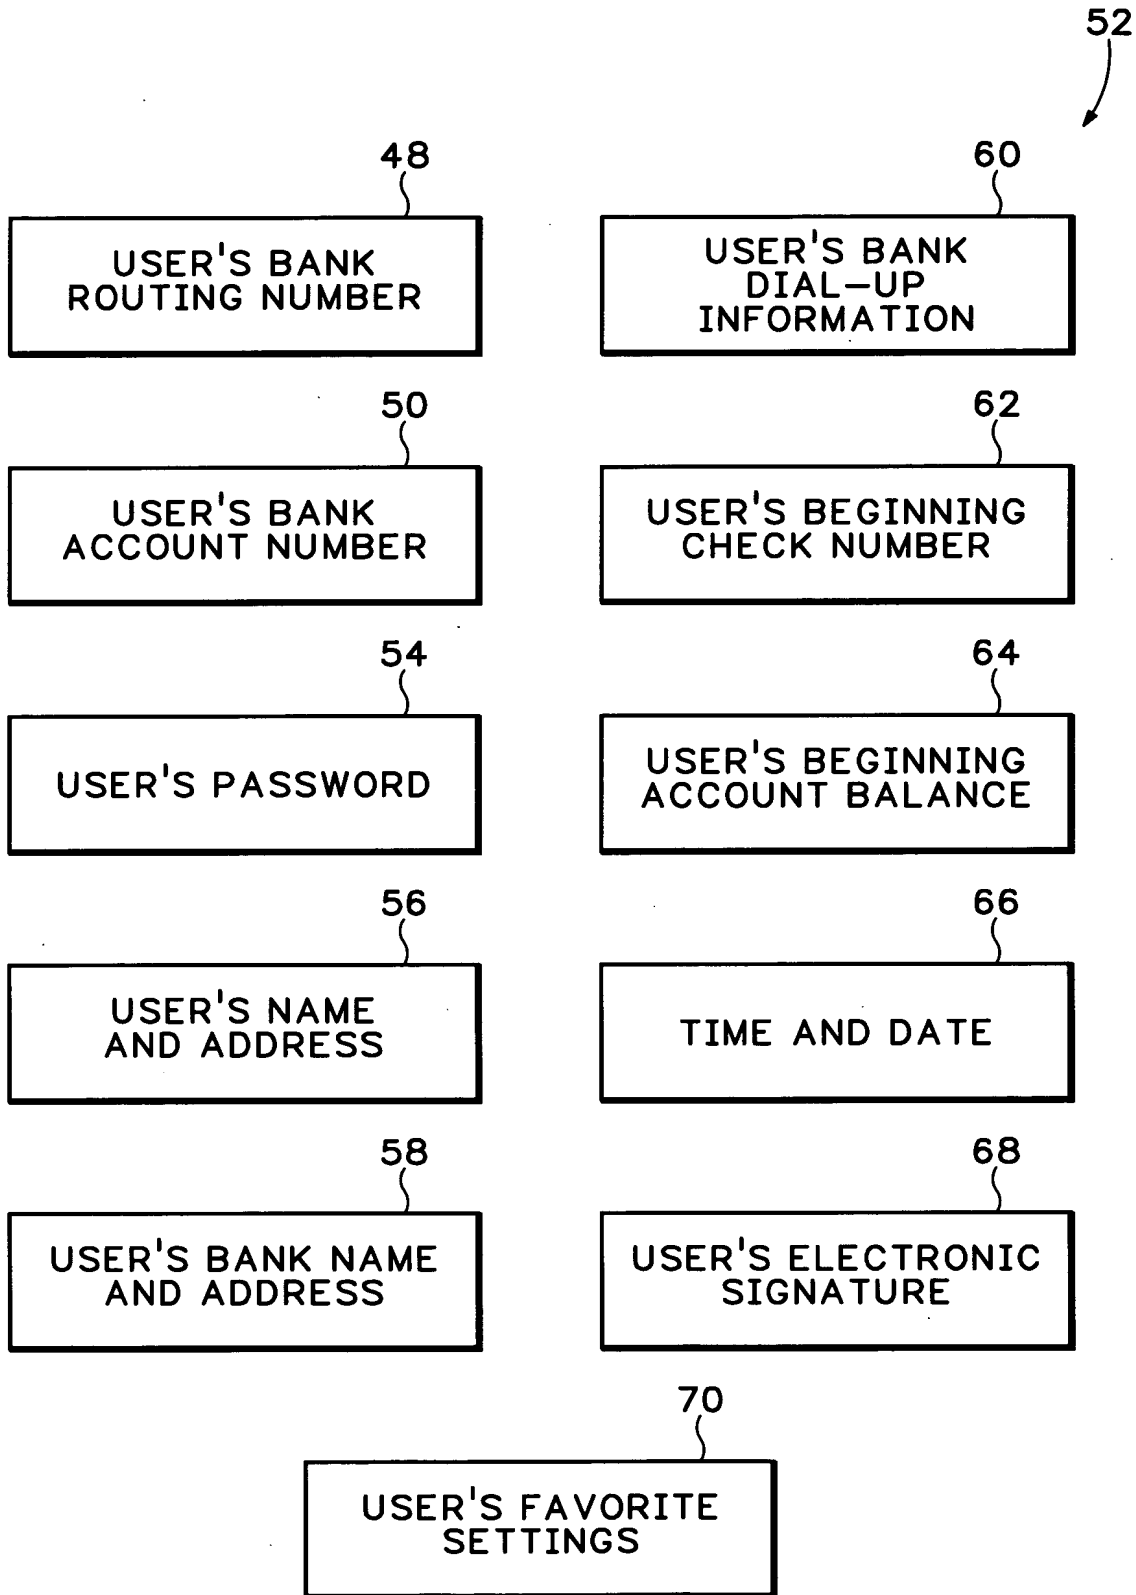 52
48
USER'S BANK
ROUTING NUMBER
60
USER'S BANK
DIAL-UP
INFORMATION
50
USER'S BANK
ACCOUNT NUMBER
62
USER'S BEGINNING
CHECK NUMBER
54
USER'S PASSWORD
64
USER'S BEGINNING
ACCOUNT BALANCE
56
USER'S NAME
AND ADDRESS
66
TIME AND DATE
58
USER'S BANK NAME
AND ADDRESS
68
USER'S ELECTRONIC
SIGNATURE
70
USER'S FAVORITE
SETTINGS